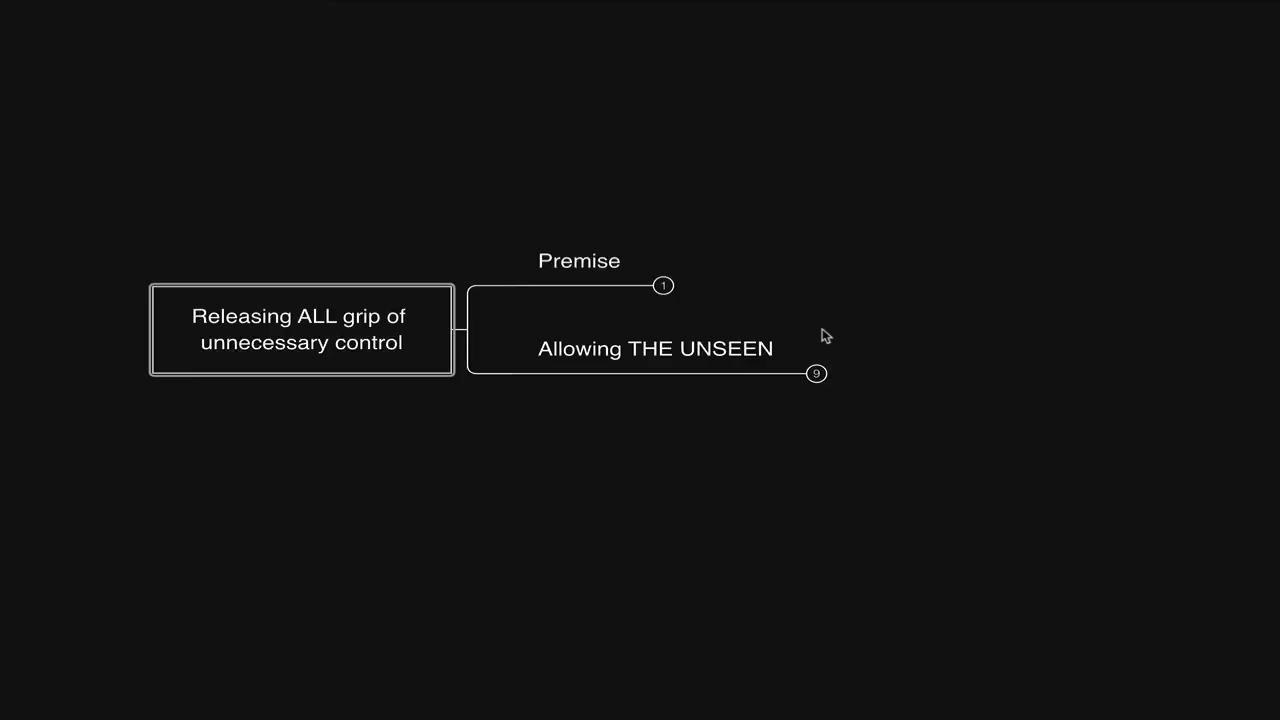 Premise
1
Releasing ALL grip of
unnecessary control
Allowing THE UNSEEN
9